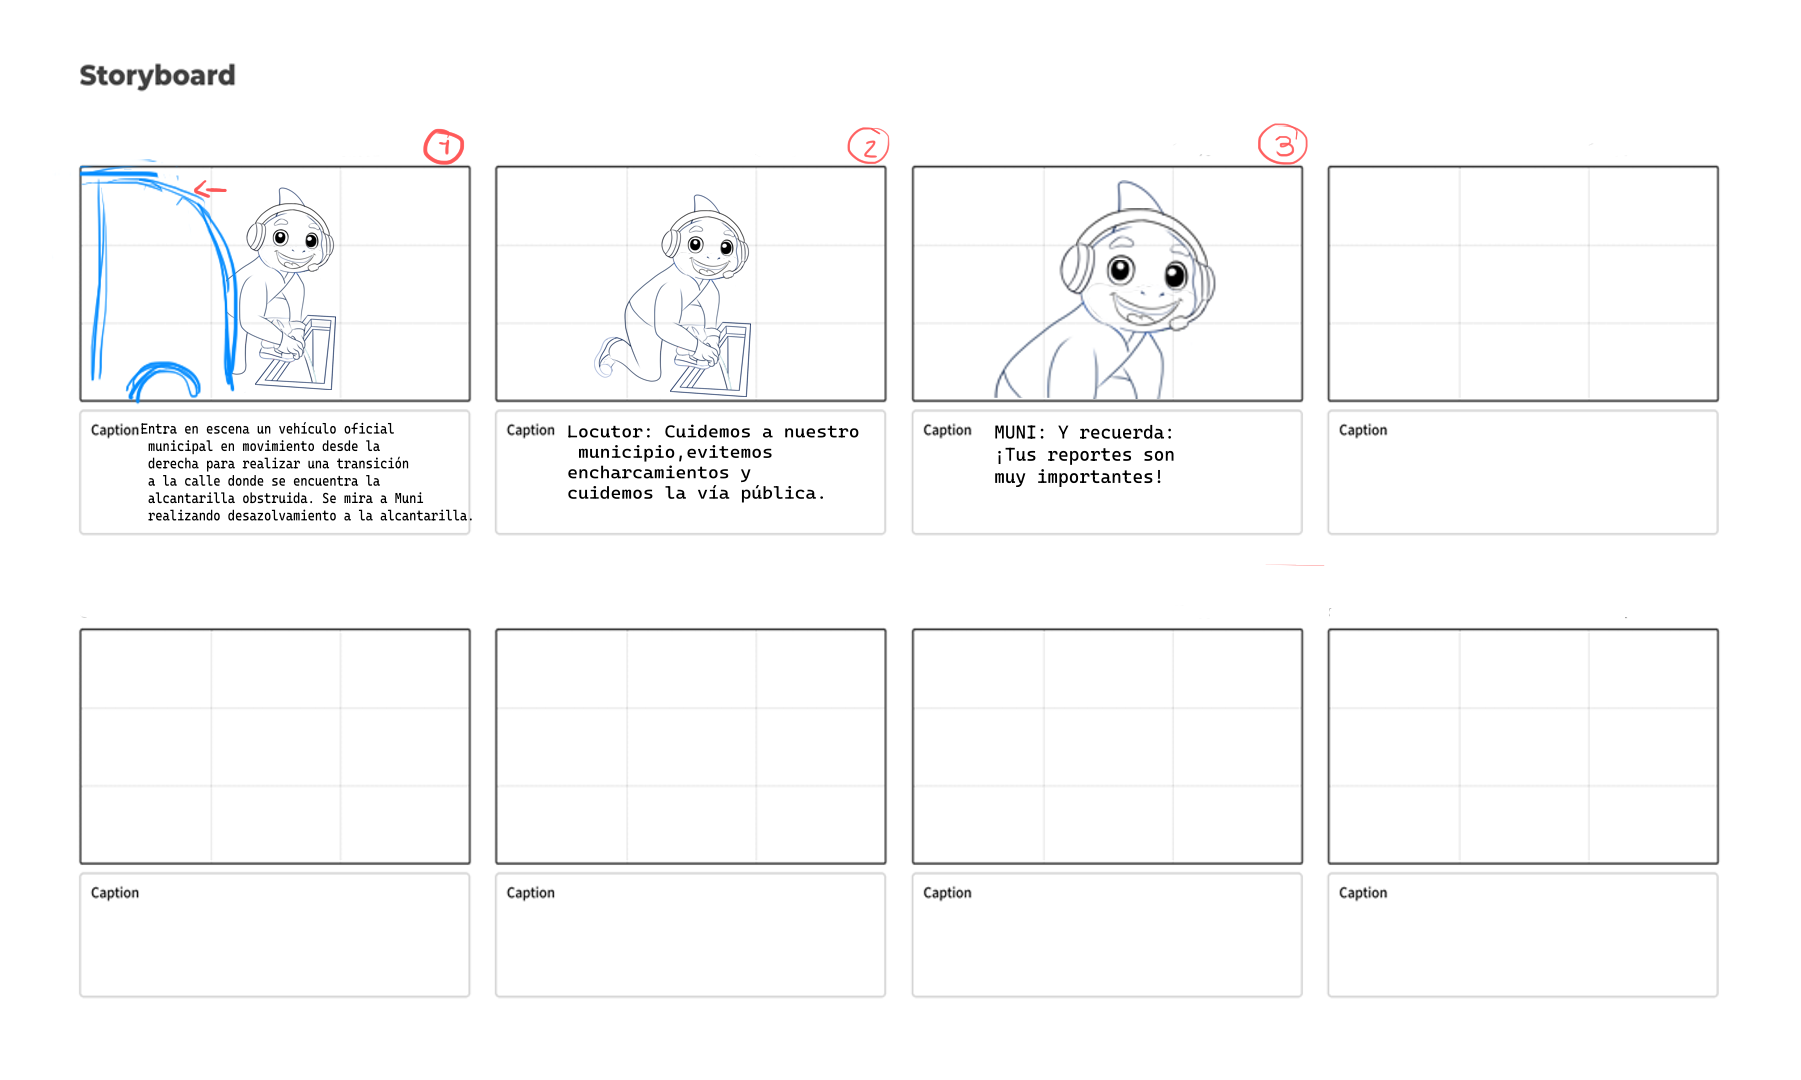 Storyboard
1
2
3
Caption Entra en escena un vehículo oficial
municipal en movimiento desde la
derecha para realizar una transición
a la calle donde se encuentra la
alcantarilla obstruida. Se mira a Muni
realizando desazolvamiento a la alcantarilla.
Caption Locutor: Cuidemos a nuestro
municipio,evitemos
encharcamientos y
cuidemos la vía pública.
Caption MUNI: Y recuerda:
¡Tus reportes son
muy importantes!
Caption
Caption
Caption
Caption
Caption